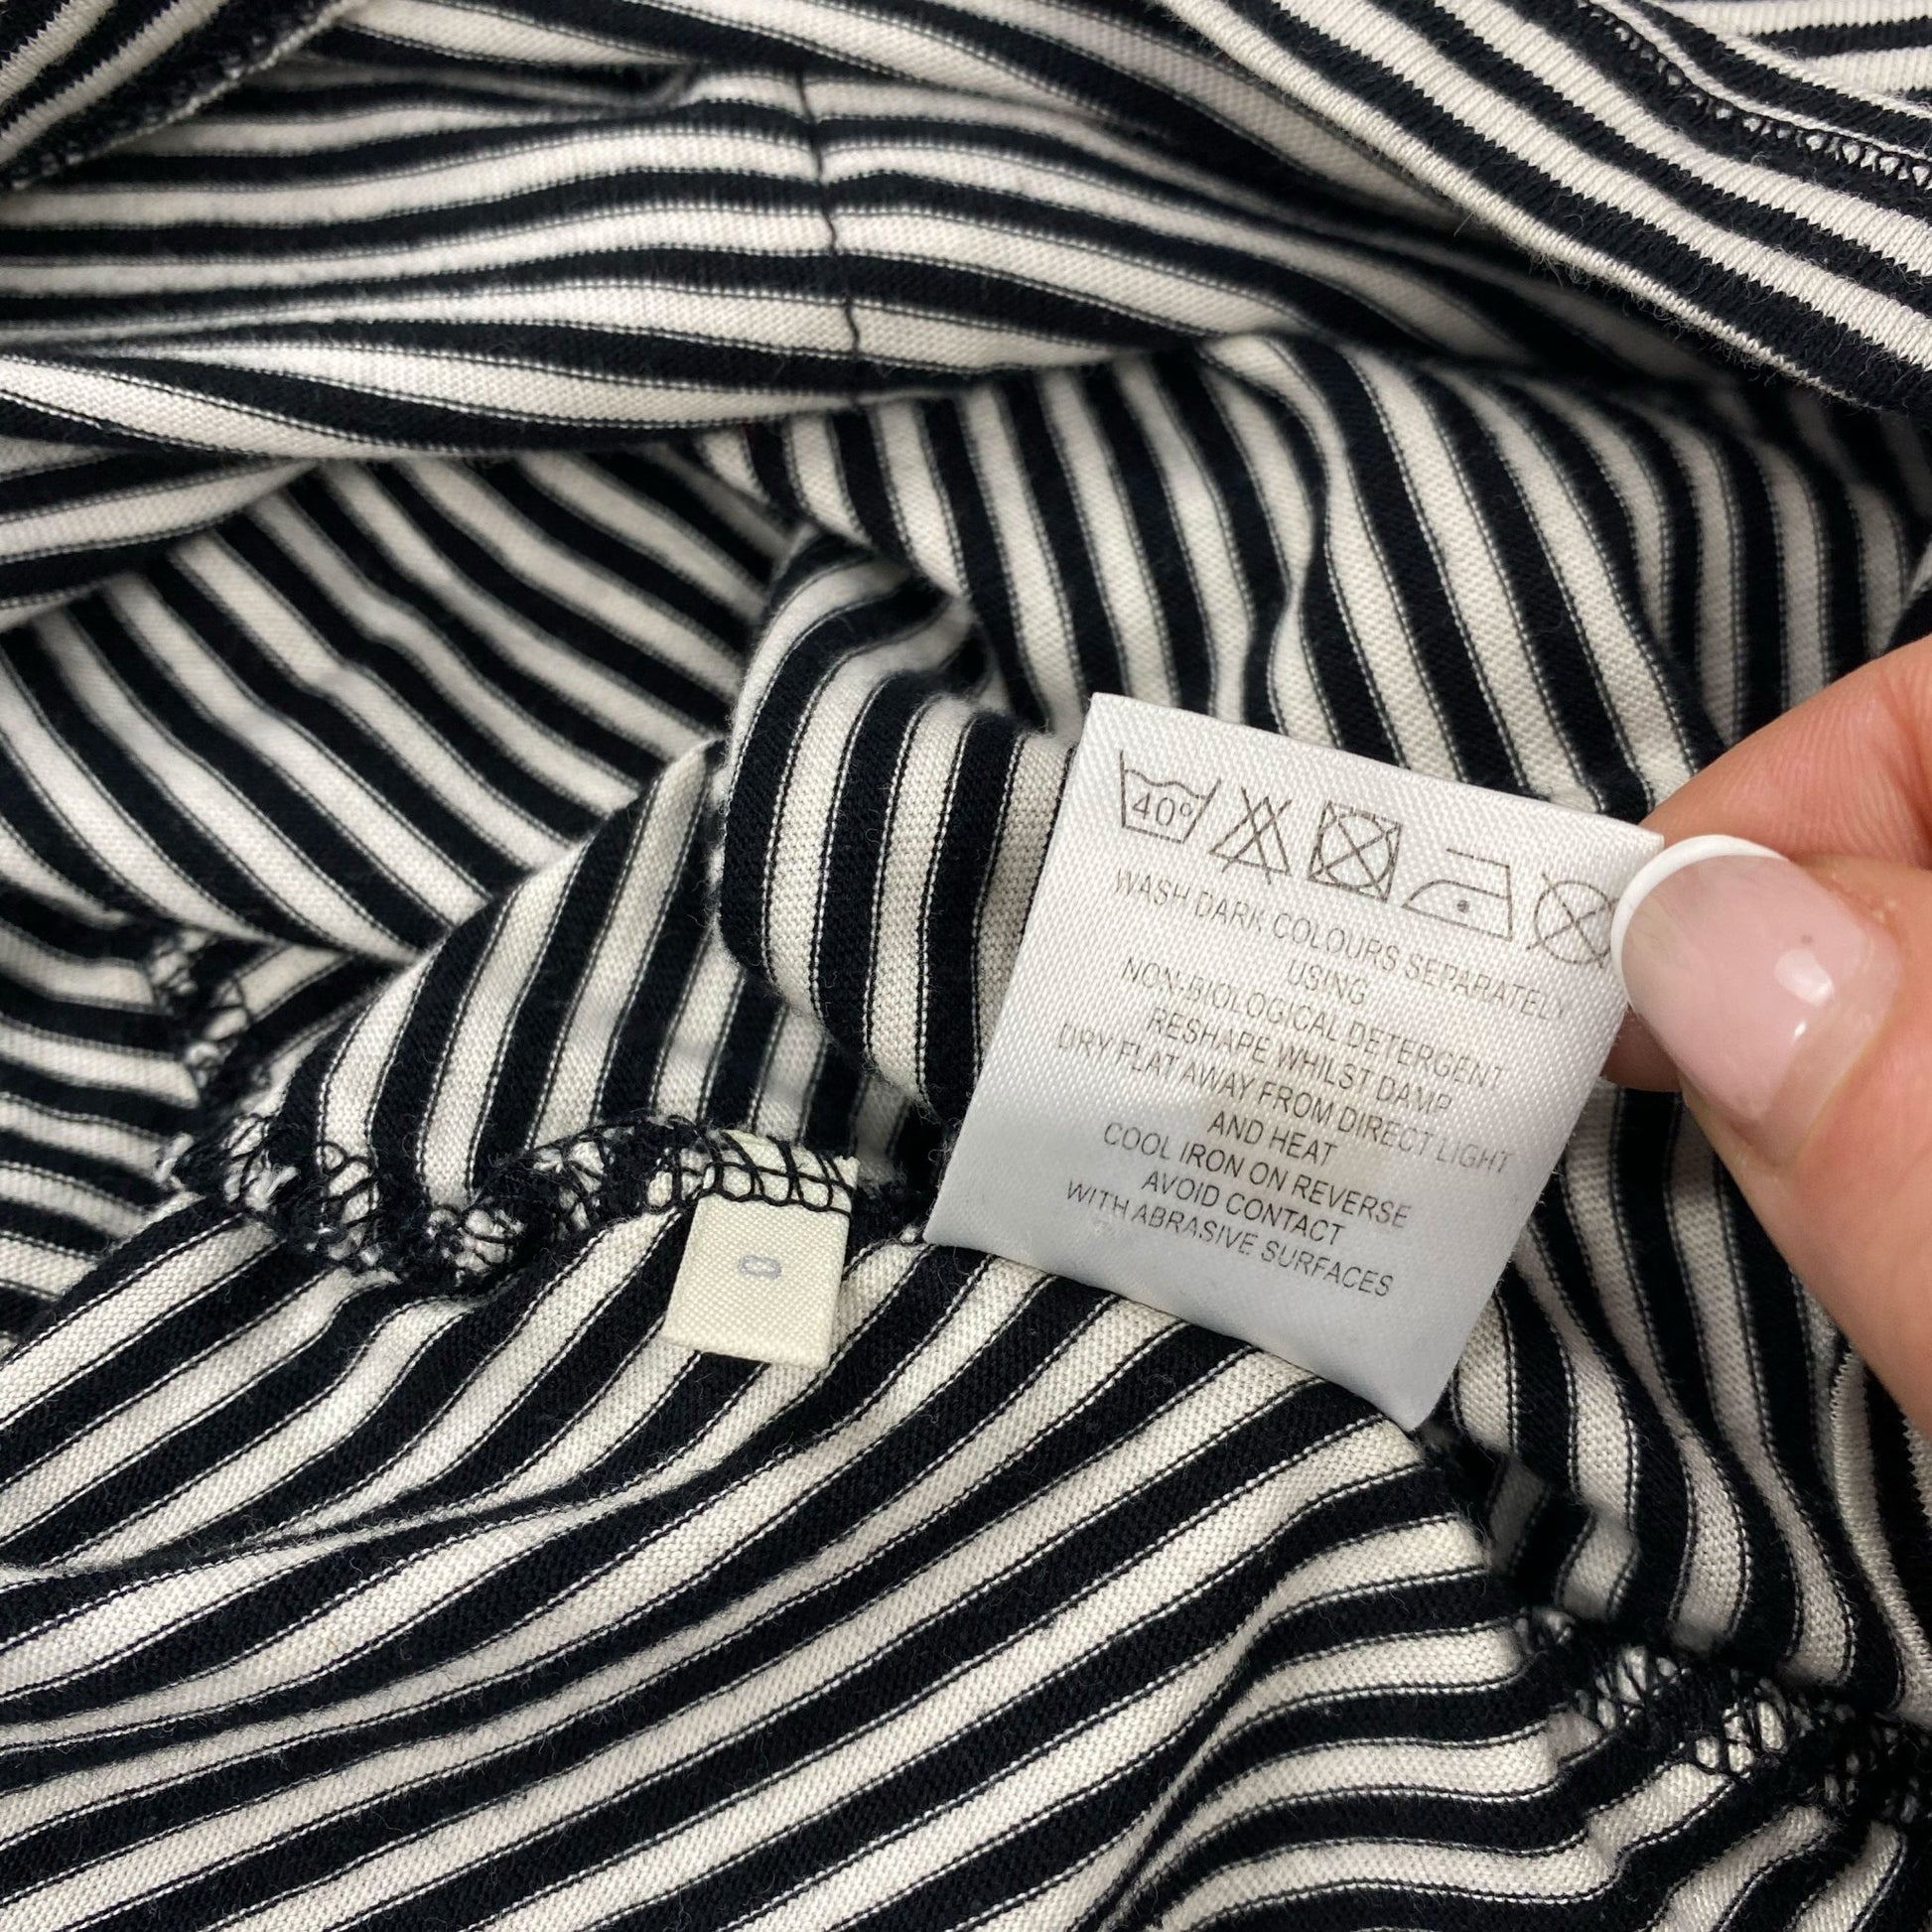 40°
WASH DARK COLOURS SEPARATELY
USING
NON-BIOLOGICAL DETERGENT
RESHAPE WHILST DAMP
DRY FLAT AWAY FROM DIRECT LIGHT
AND HEAT
COOL IRON ON REVERSE
AVOID CONTACT
WITH ABRASIVE SURFACES
8